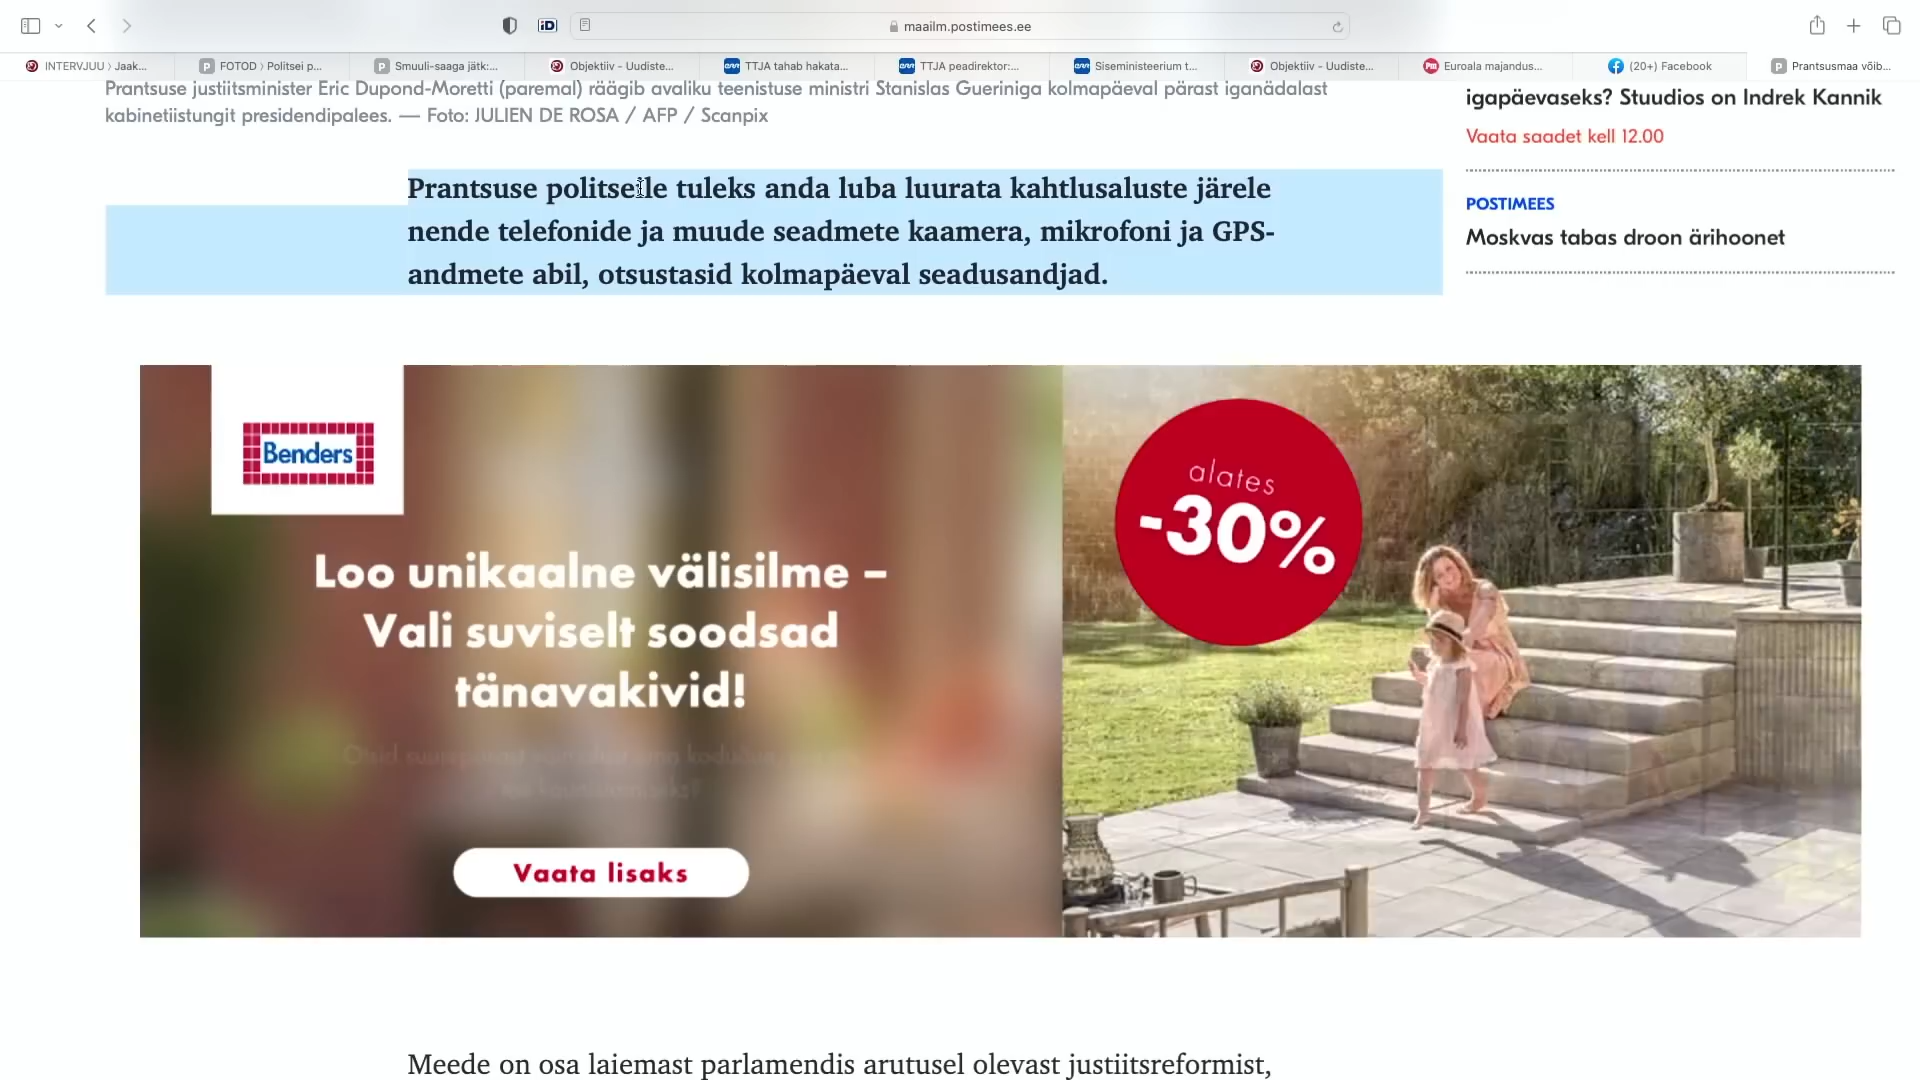 maailm.postimees.ee
INTERVJUU › Jaak...
FOTOD › Politsei p...
Smuuli-saaga jätk:...
Objektiiv - Uudiste...
TTJA tahab hakata...
TTJA peadirektor:...
Siseministeerium t...
Objektiiv - Uudiste...
Euroala majandus...
(20+) Facebook
Prantsusmaa võib...
Prantsuse justiitsminister Eric Dupond-Moretti (paremal) räägib avaliku teenistuse ministri Stanislas Gueriniga kolmapäeval pärast iganädalast
kabinetiistungit presidendipalees. — Foto: JULIEN DE ROSA / AFP / Scanpix
Prantsuse politseile tuleks anda luba luurata kahtlusaluste järele
nende telefonide ja muude seadmete kaamera, mikrofoni ja GPS-
andmete abil, otsustasid kolmapäeval seadusandjad.
igapäevaseks? Stuudios on Indrek Kannik
Vaata saadet kell 12.00
POSTIMEES
Moskvas tabas droon ärihoonet
Benders
Loo unikaalne välisilme –
Vali suviselt soodsad
tänavakivid!
Vaata lisaks
alates
-30%
Meede on osa laiemast parlamendis arutusel olevast justiitsreformist,